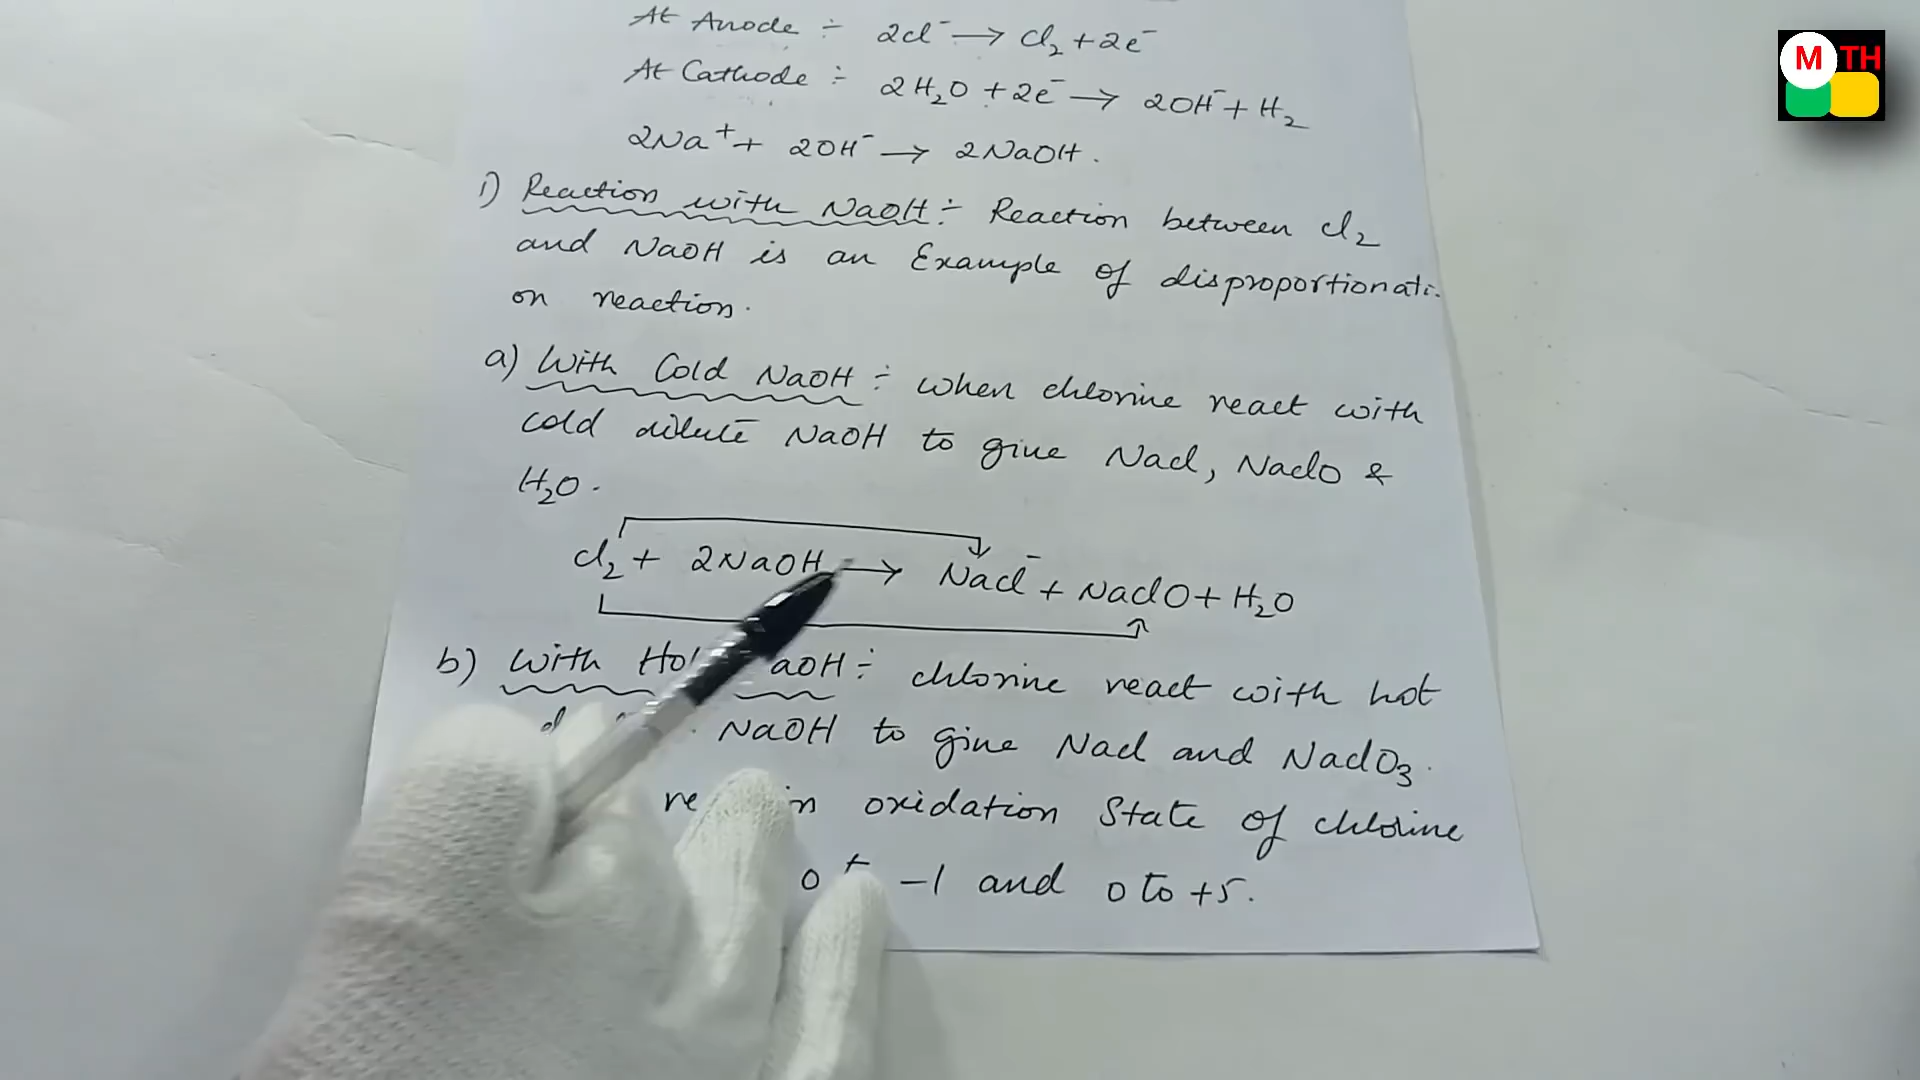 At Anode ÷ 2Cl⁻ → Cl₂ + 2e⁻
At Cathode ÷ 2H₂O + 2e⁻ → 2OH⁻ + H₂
2Na⁺ + 2OH⁻ → 2NaOH.
i) Reaction with NaOH ÷ Reaction between Cl₂
and NaOH is an Example of disproportionati-
on reaction.
a) With Cold NaOH ÷ when chlorine react with
cold dilute NaOH to give NaCl, NaClO &
H₂O.
Cl₂ + 2NaOH → NaCl⁻ + NaClO + H₂O
b) With Ho aOH ÷ chlorine react with hot
NaOH to give NaCl and NaClO₃.
oxidation State of chlorine
0 -1 and 0 to +5.
M TH